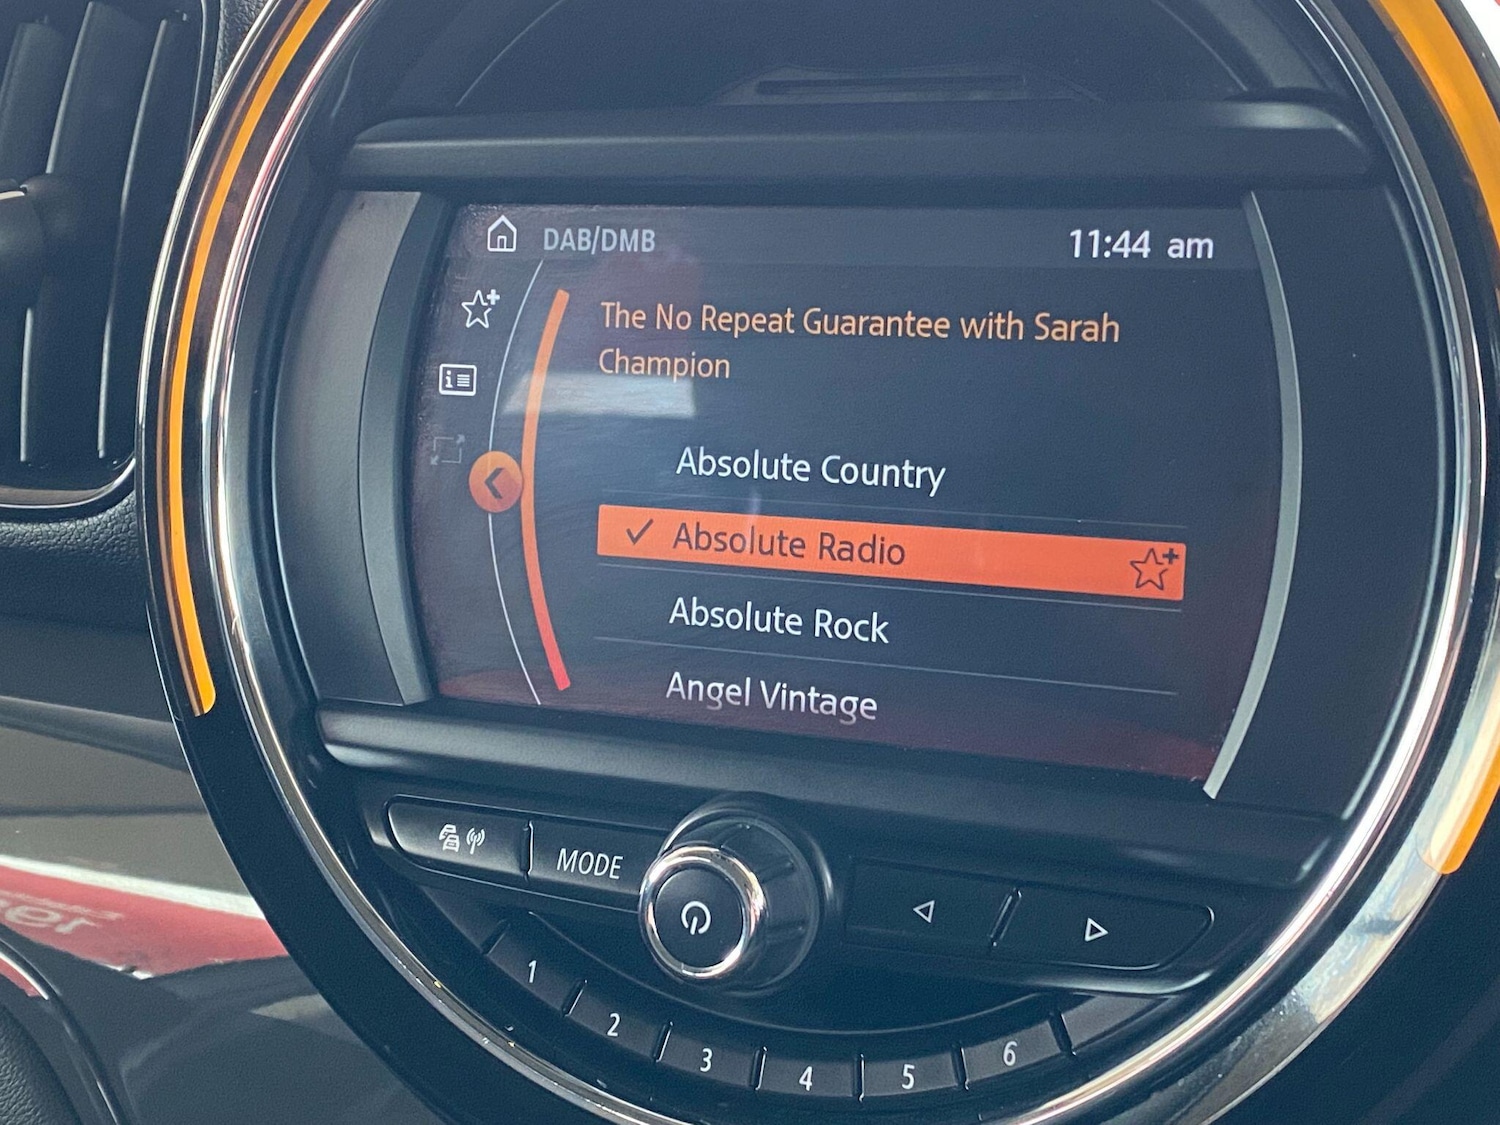 DAB/DMB
11:44 am
The No Repeat Guarantee with Sarah
Champion
Absolute Country
Absolute Radio
Absolute Rock
Angel Vintage
MODE
1
2
3
4
5
6